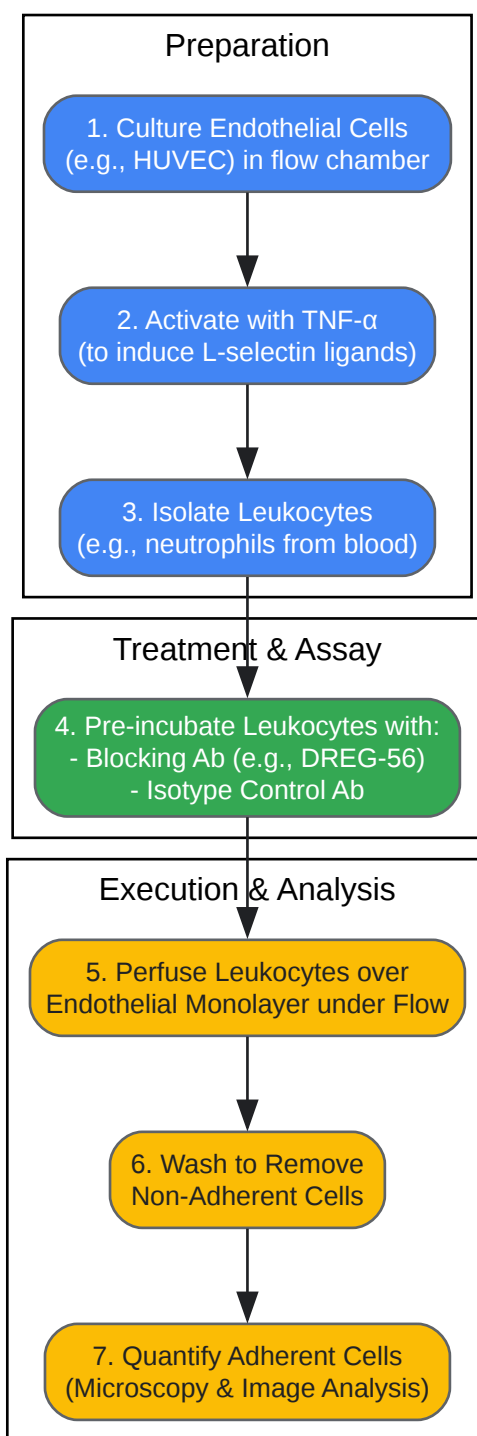 Preparation
1. Culture Endothelial Cells
(e.g., HUVEC) in flow chamber
2. Activate with TNF-α
(to induce L-selectin ligands)
3. Isolate Leukocytes
(e.g., neutrophils from blood)
Treatment & Assay
4. Pre-incubate Leukocytes with:
- Blocking Ab (e.g., DREG-56)
- Isotype Control Ab
Execution & Analysis
5. Perfuse Leukocytes over
Endothelial Monolayer under Flow
6. Wash to Remove
Non-Adherent Cells
7. Quantify Adherent Cells
(Microscopy & Image Analysis)